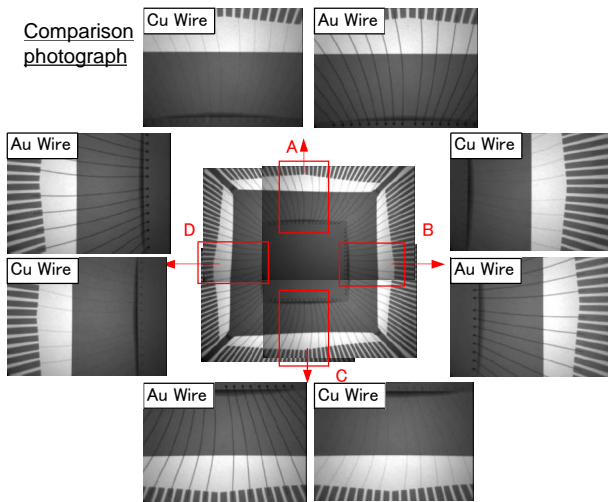 Comparison
photograph
Cu Wire
Au Wire
Au Wire
Cu Wire
A
D
B
Cu Wire
Au Wire
C
Au Wire
Cu Wire